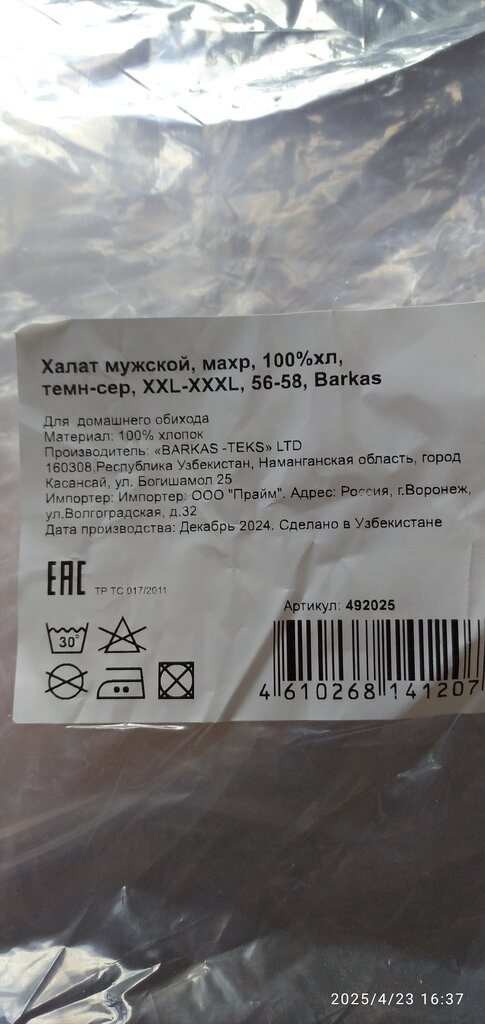 Халат мужской, махр, 100%хл,
темн-сер, XXL-XXXL, 56-58, Barkas
Для домашнего обихода
Материал: 100% хлопок
Производитель: «BARKAS -TEKS» LTD
160308,Республика Узбекистан, Наманганская область, город
Касансай, ул. Богишамол 25
Импортер: Импортер: ООО "Прайм". Адрес: Россия, г.Воронеж,
ул.Волгоградская, д.32
Дата производства: Декабрь 2024. Сделано в Узбекистане
EAC ТР ТС 017/2011
Артикул: 492025
30°
4 610268 141207
2025/4/23 16:37